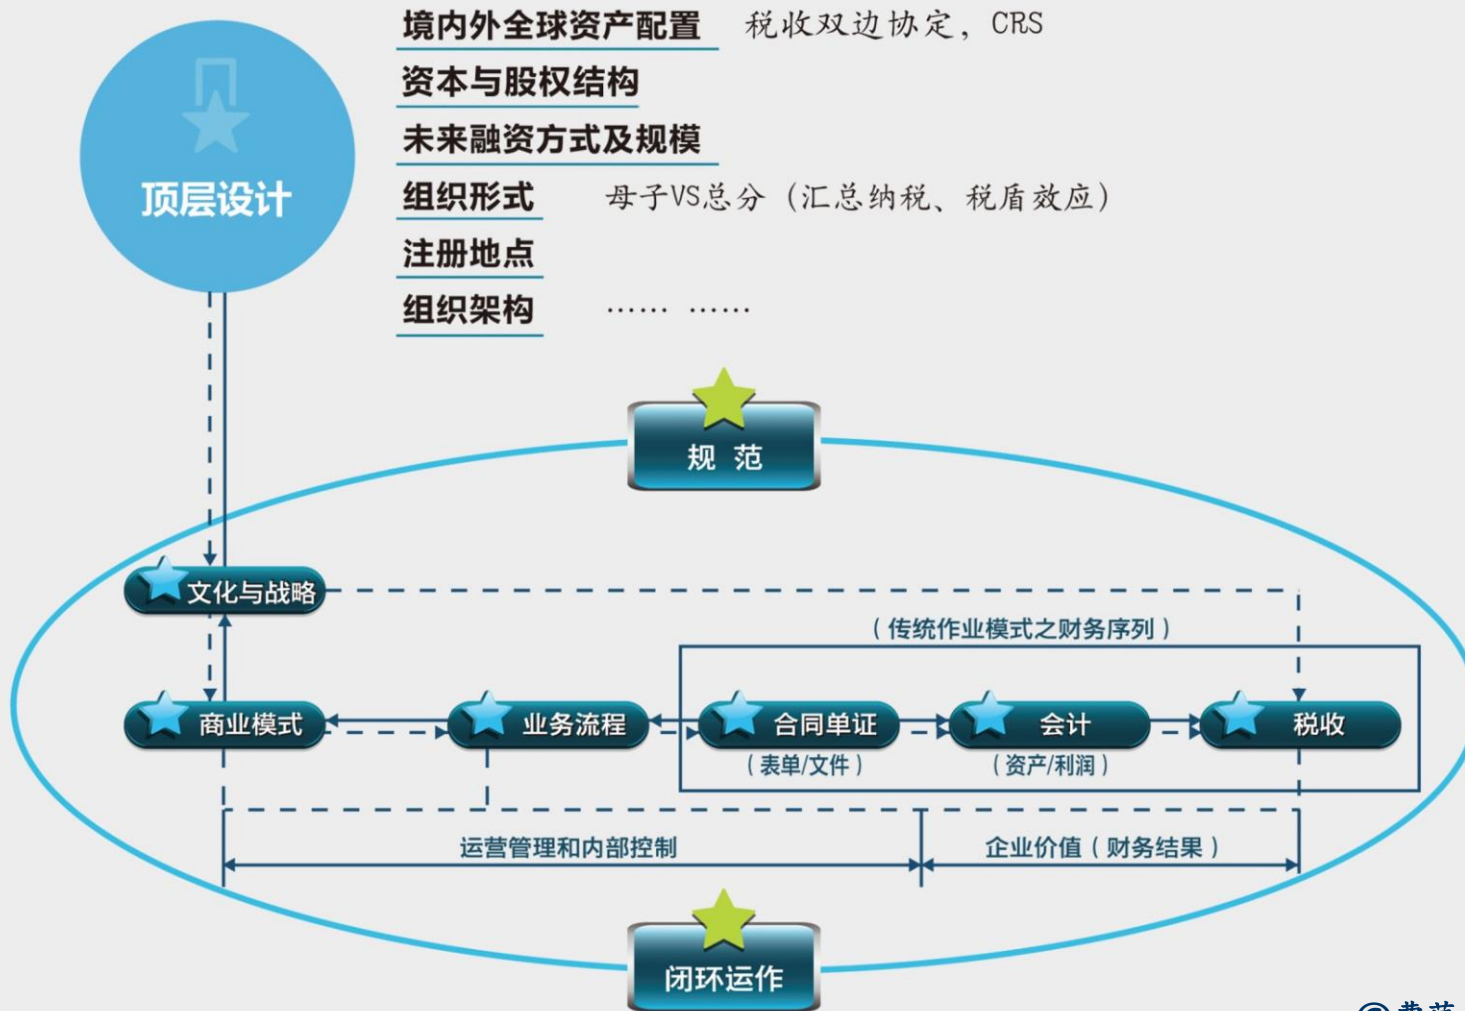 境内外全球资产配置 税收双边协定，CRS
资本与股权结构
未来融资方式及规模
顶层设计
组织形式 母子VS总分（汇总纳税、税盾效应）
注册地点
组织架构 …… ……
规 范
文化与战略
（传统作业模式之财务序列）
商业模式 业务流程 合同单证 会计 税收
（表单/文件） （资产/利润）
运营管理和内部控制 企业价值（财务结果）
闭环运作